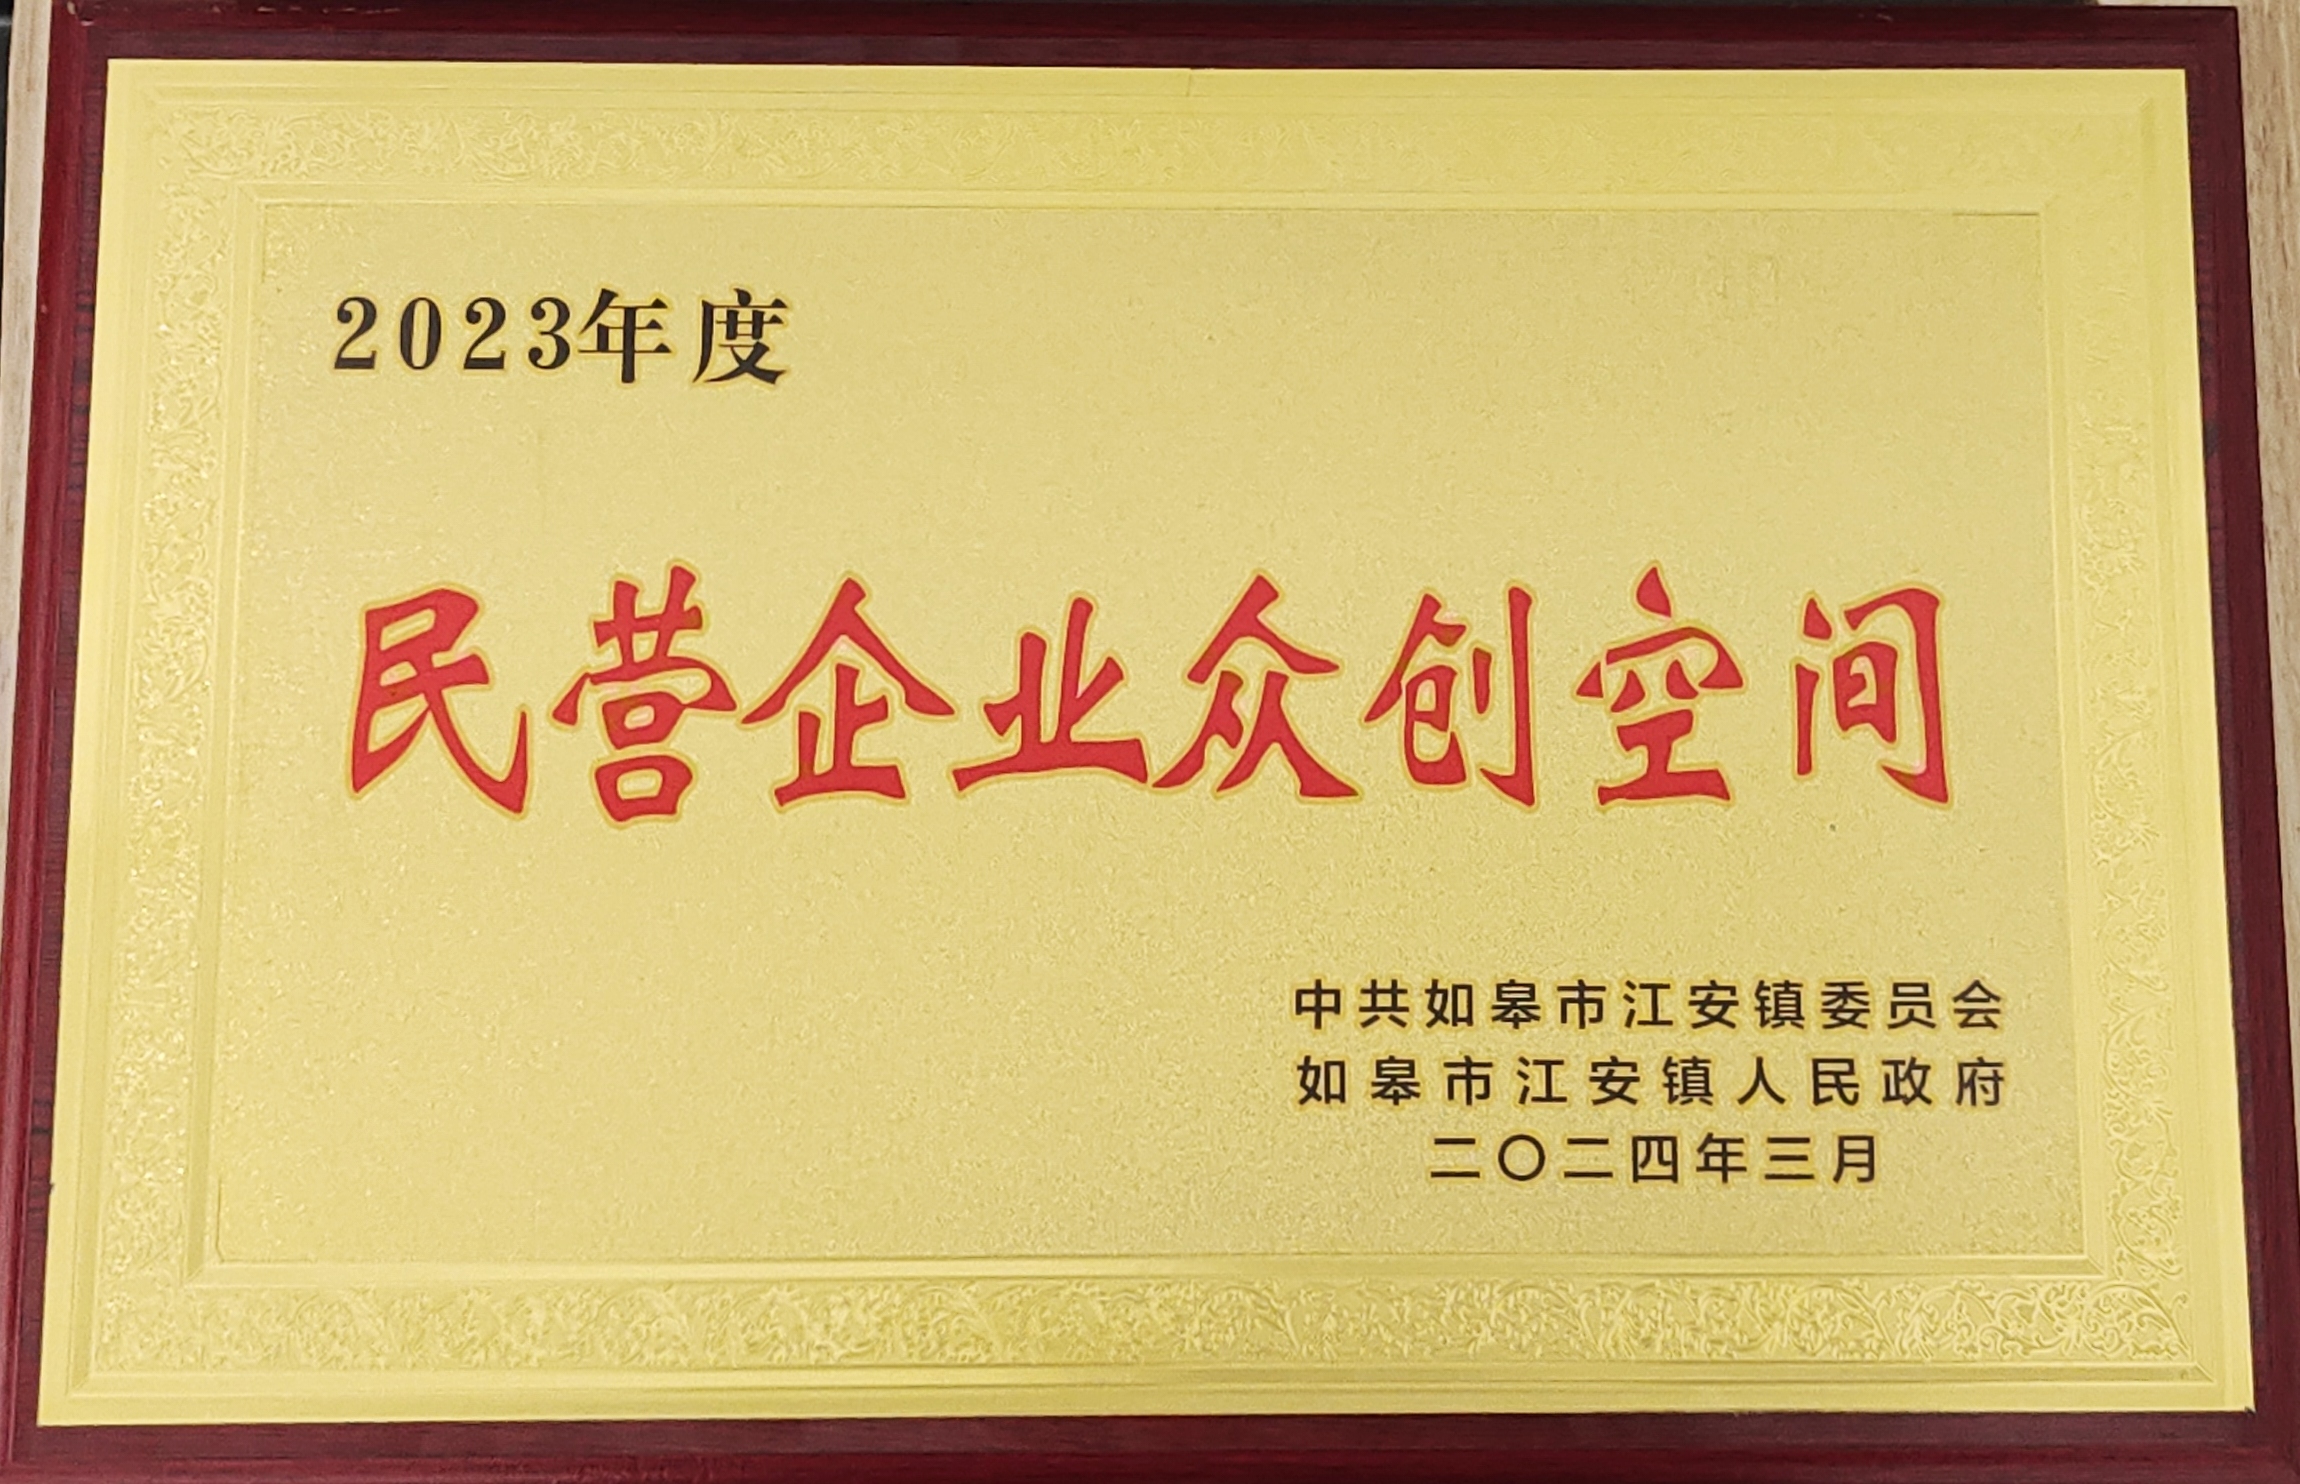 2023年度
民营企业众创空间
中共如皋市江安镇委员会
如皋市江安镇人民政府
二〇二四年三月